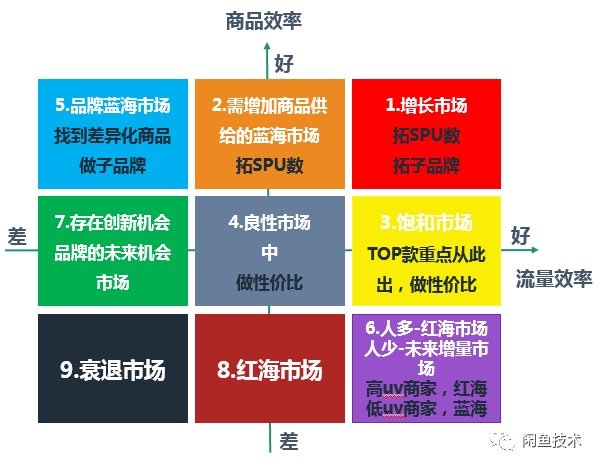 商品效率
好
5.品牌蓝海市场
找到差异化商品
做子品牌
2.需增加商品供
给的蓝海市场
拓SPU数
1.增长市场
拓SPU数
拓子品牌
差
7.存在创新机会
品牌的未来机会
市场
4.良性市场
中
做性价比
3.饱和市场
TOP款重点从此
出，做性价比
好
流量效率
9.衰退市场
8.红海市场
6.人多-红海市场
人少-未来增量市
场
高uv商家，红海
低uv商家，蓝海
差
闲鱼技术